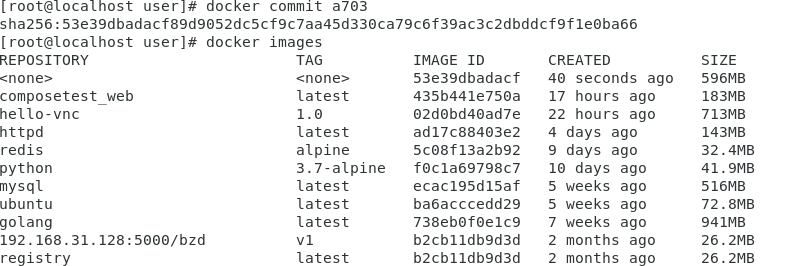 [root@localhost user]# docker commit a703
sha256:53e39dbadacf89d9052dc5cf9c7aa45d330ca79c6f39ac3c2dbddcf9f1e0ba66
[root@localhost user]# docker images
REPOSITORY TAG IMAGE ID CREATED SIZE
<none> <none> 53e39dbadacf 40 seconds ago 596MB
composetest_web latest 435b441e750a 17 hours ago 183MB
hello-vnc 1.0 02d0bd40ad7e 22 hours ago 713MB
httpd latest ad17c88403e2 4 days ago 143MB
redis alpine 5c08f13a2b92 9 days ago 32.4MB
python 3.7-alpine f0c1a69798c7 10 days ago 41.9MB
mysql latest ecac195d15af 5 weeks ago 516MB
ubuntu latest ba6acccedd29 5 weeks ago 72.8MB
golang latest 738eb0f0e1c9 7 weeks ago 941MB
192.168.31.128:5000/bzd v1 b2cb11db9d3d 2 months ago 26.2MB
registry latest b2cb11db9d3d 2 months ago 26.2MB